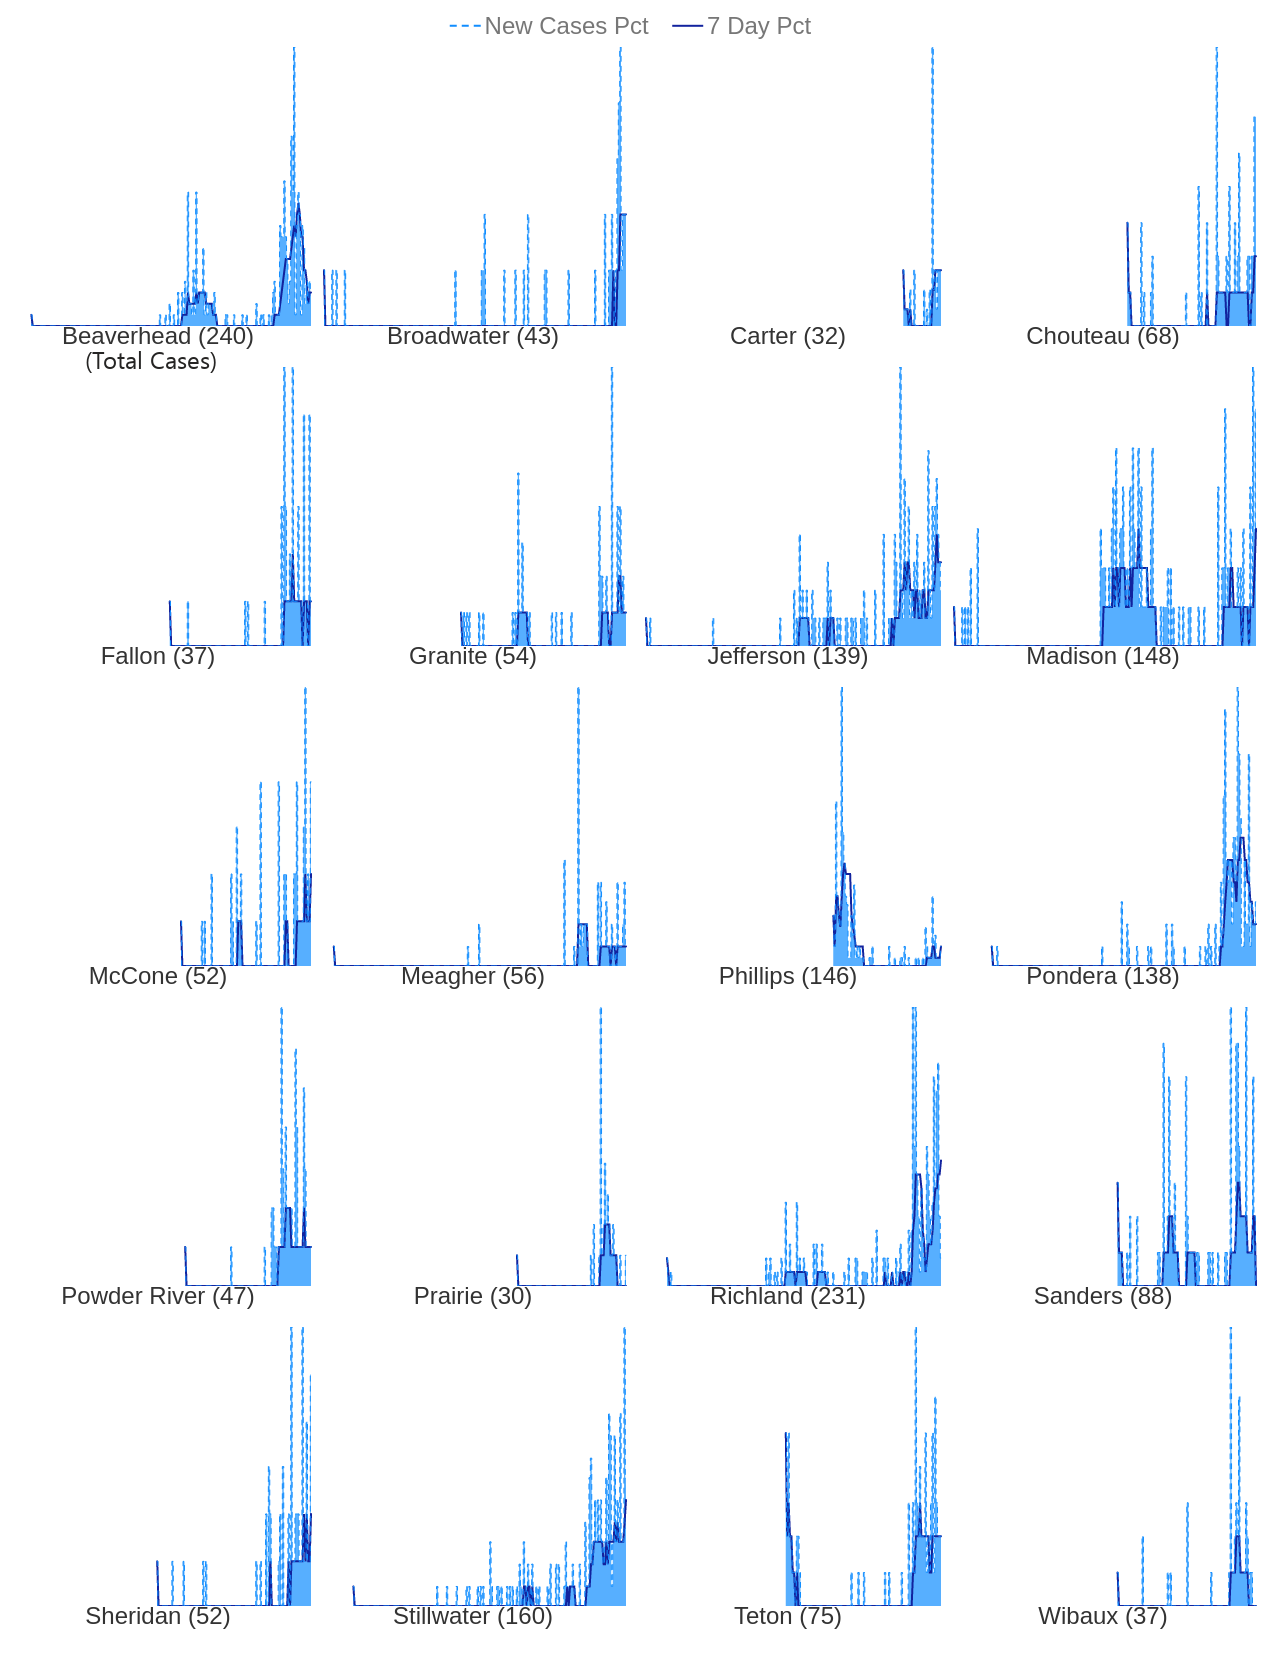 New Cases Pct 7 Day Pct
Beaverhead (240) Broadwater (43) Carter (32) Chouteau (68)
(Total Cases)
Fallon (37) Granite (54) Jefferson (139) Madison (148)
McCone (52) Meagher (56) Phillips (146) Pondera (138)
Powder River (47) Prairie (30) Richland (231) Sanders (88)
Sheridan (52) Stillwater (160) Teton (75) Wibaux (37)